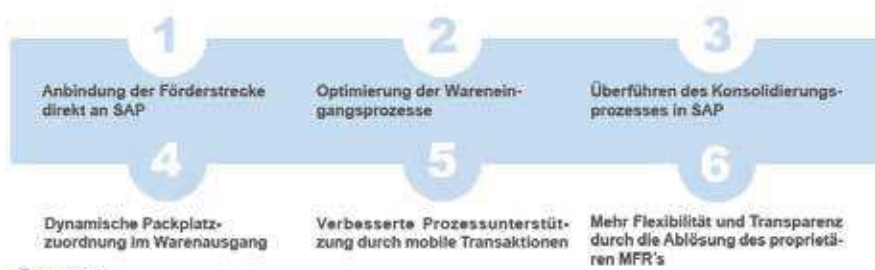 1
Anbindung der Förderstrecke
direkt an SAP
2
Optimierung der Warenein-
gangsprozesse
3
Überführen des Konsolidierungs-
prozesses in SAP
4
Dynamische Packplatz-
zuordnung im Warenausgang
5
Verbesserte Prozessunterstüt-
zung durch mobile Transaktionen
6
Mehr Flexibilität und Transparenz
durch die Ablösung des proprietä-
ren MFR's